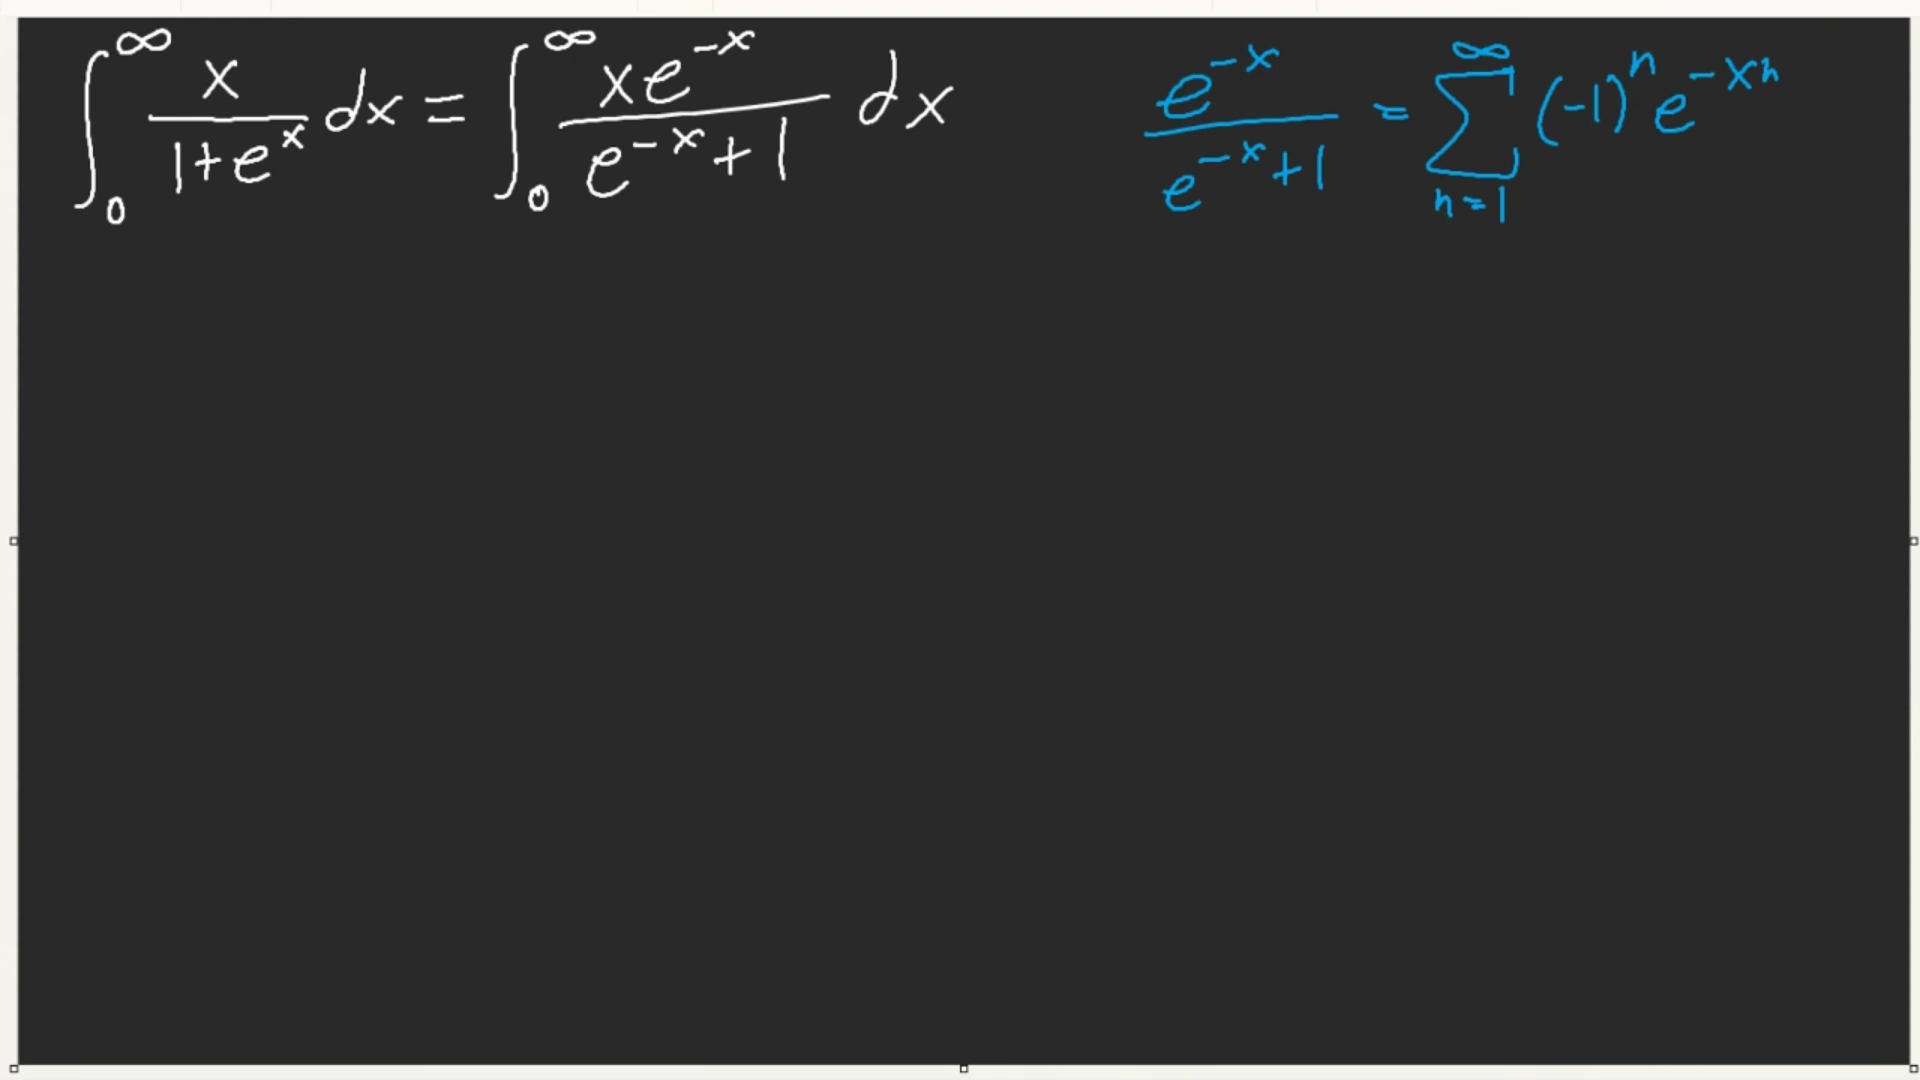 ∫₀^∞ x/(1+e^x) dx = ∫₀^∞ xe^(-x)/(e^(-x)+1) dx
e^(-x)/(e^(-x)+1) = ∑_{n=1}^∞ (-1)^n e^(-xn)